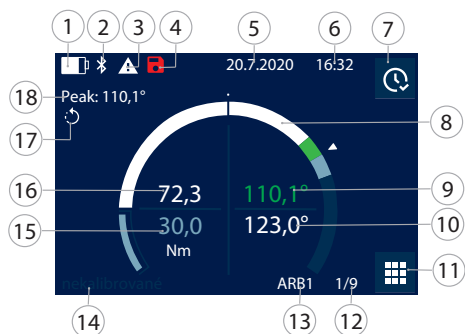 1 2 3 4 5 6 7
20.7.2020 16:32
18 Peak: 110,1°
17
8
16 72,3 110,1° 9
15 30,0 123,0° 10
Nm
11
nekalibrované ARB1 1/9
14 13 12